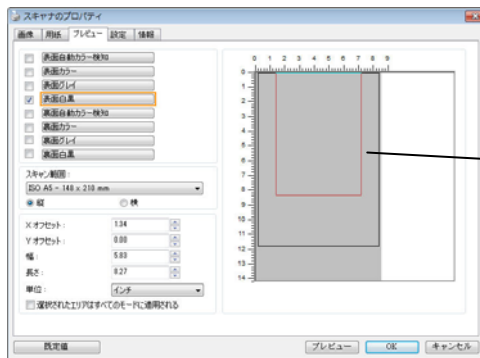 スキャナのプロパティ
画像 用紙 プレビュー 設定 情報
表面自動カラー検知
表面カラー
表面グレイ
表面白黒
裏面自動カラー検知
裏面カラー
裏面グレイ
裏面白黒
スキャン範囲:
ISO A5 - 148 x 210 mm
縦 横
X オフセット: 1.34
Y オフセット: 0.00
幅: 5.83
長さ: 8.27
単位: インチ
選択されたエリアはすべてのモードに適用される
0 1 2 3 4 5 6 7 8 9
0
1
2
3
4
5
6
7
8
9
10
11
12
13
14
既定値 プレビュー OK キャンセル